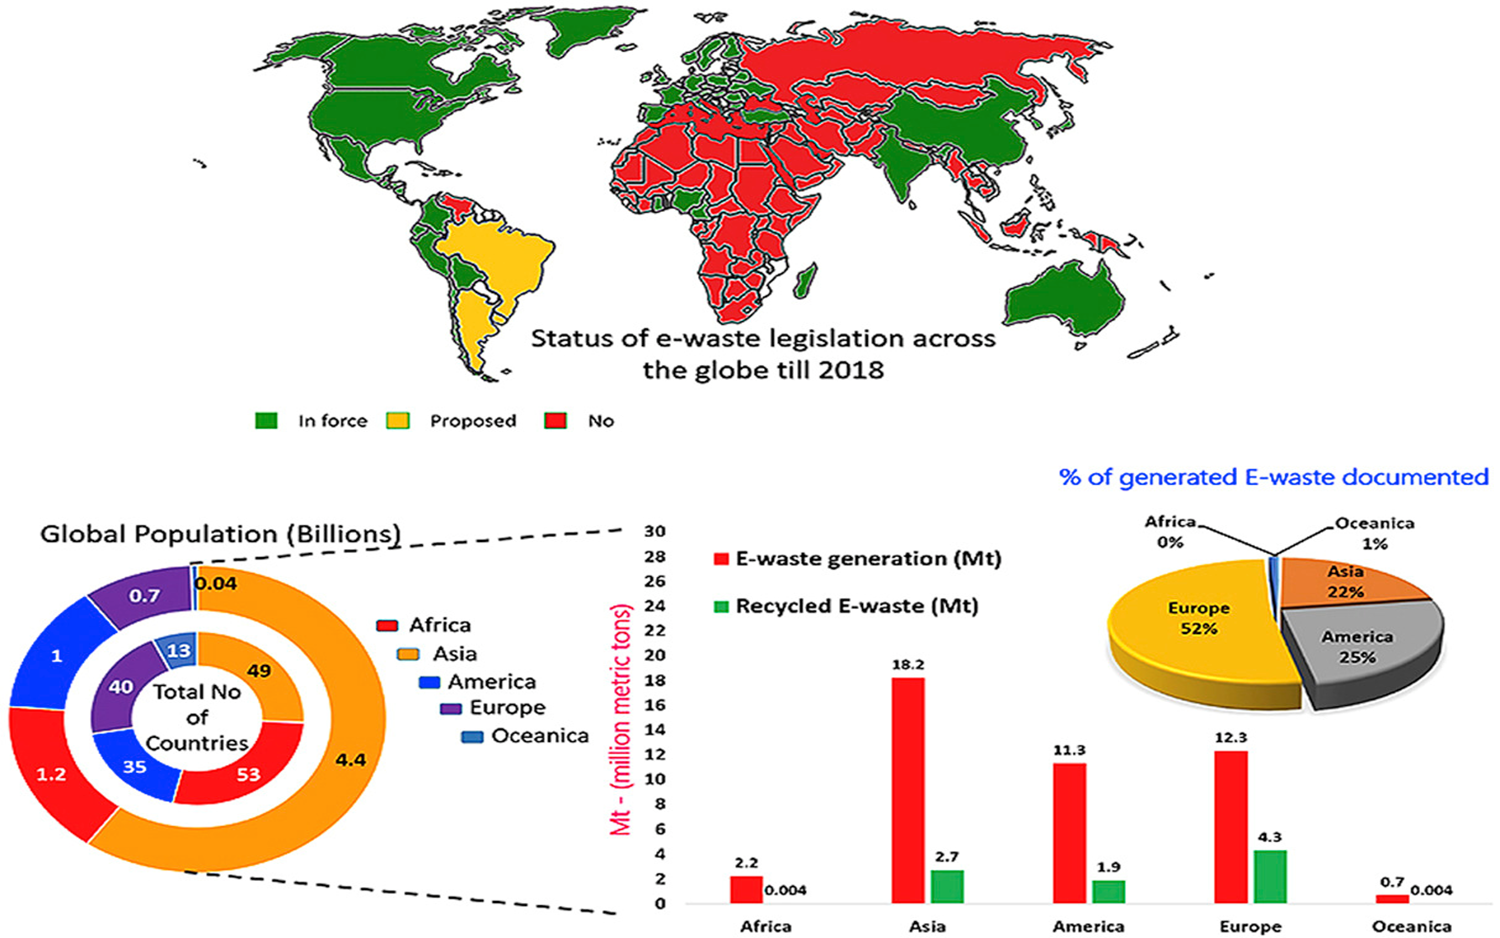 Status of e-waste legislation across
the globe till 2018
In force
Proposed
No
Global Population (Billions)
0.04
0.7
1
1.2
4.4
13
49
40
35
53
Total No
of
Countries
Africa
Asia
America
Europe
Oceanica
% of generated E-waste documented
Africa
0%
Oceanica
1%
Asia
22%
Europe
52%
America
25%
E-waste generation (Mt)
Recycled E-waste (Mt)
Mt - (million metric tons)
30
28
26
24
22
20
18
16
14
12
10
8
6
4
2
0
2.2
0.004
18.2
2.7
11.3
1.9
12.3
4.3
0.7
0.004
Africa
Asia
America
Europe
Oceanica